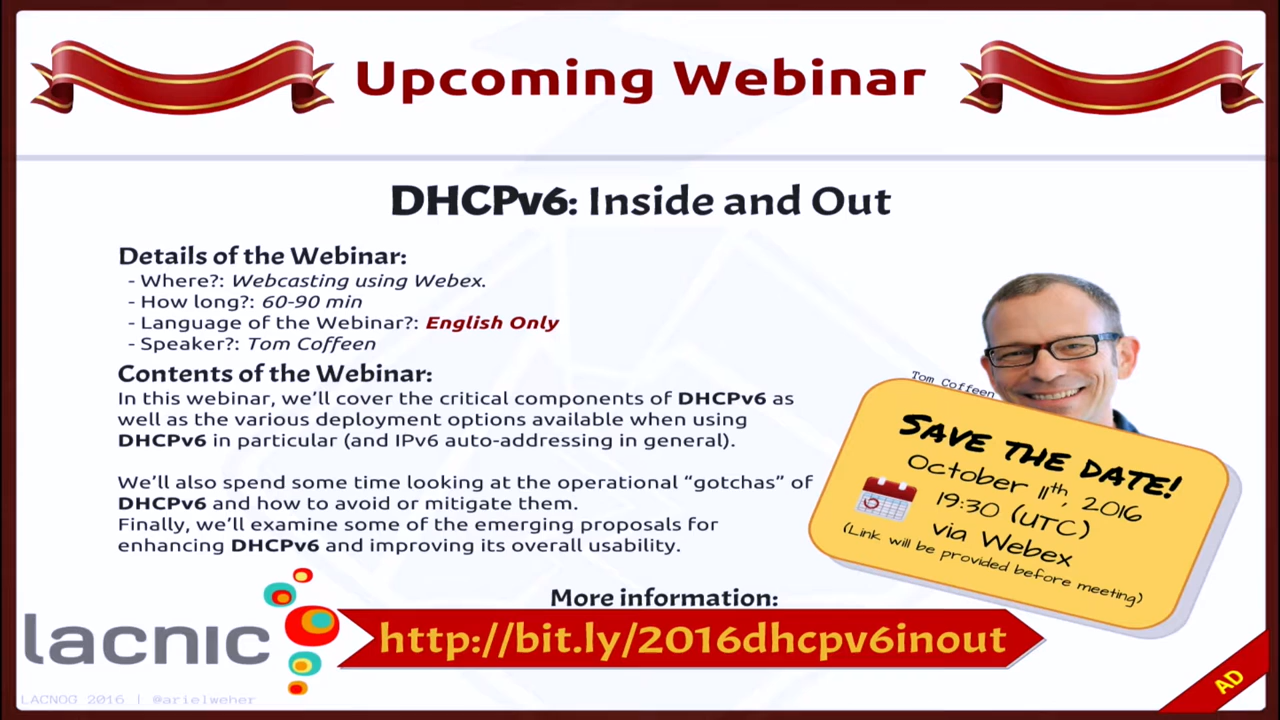 Upcoming Webinar
DHCPv6: Inside and Out
Details of the Webinar:
- Where?: Webcasting using Webex.
- How long?: 60-90 min
- Language of the Webinar?: English Only
- Speaker?: Tom Coffeen
Contents of the Webinar:
In this webinar, we'll cover the critical components of DHCPv6 as
well as the various deployment options available when using
DHCPv6 in particular (and IPv6 auto-addressing in general).
We'll also spend some time looking at the operational “gotchas” of
DHCPv6 and how to avoid or mitigate them.
Finally, we'll examine some of the emerging proposals for
enhancing DHCPv6 and improving its overall usability.
Tom Coffeen
SAVE THE DATE!
October 11th, 2016
19:30 (UTC)
via Webex
(Link will be provided before meeting)
More information:
http://bit.ly/2016dhcpv6inout
lacnic
LACNOG 2016 | @arielweher
AD